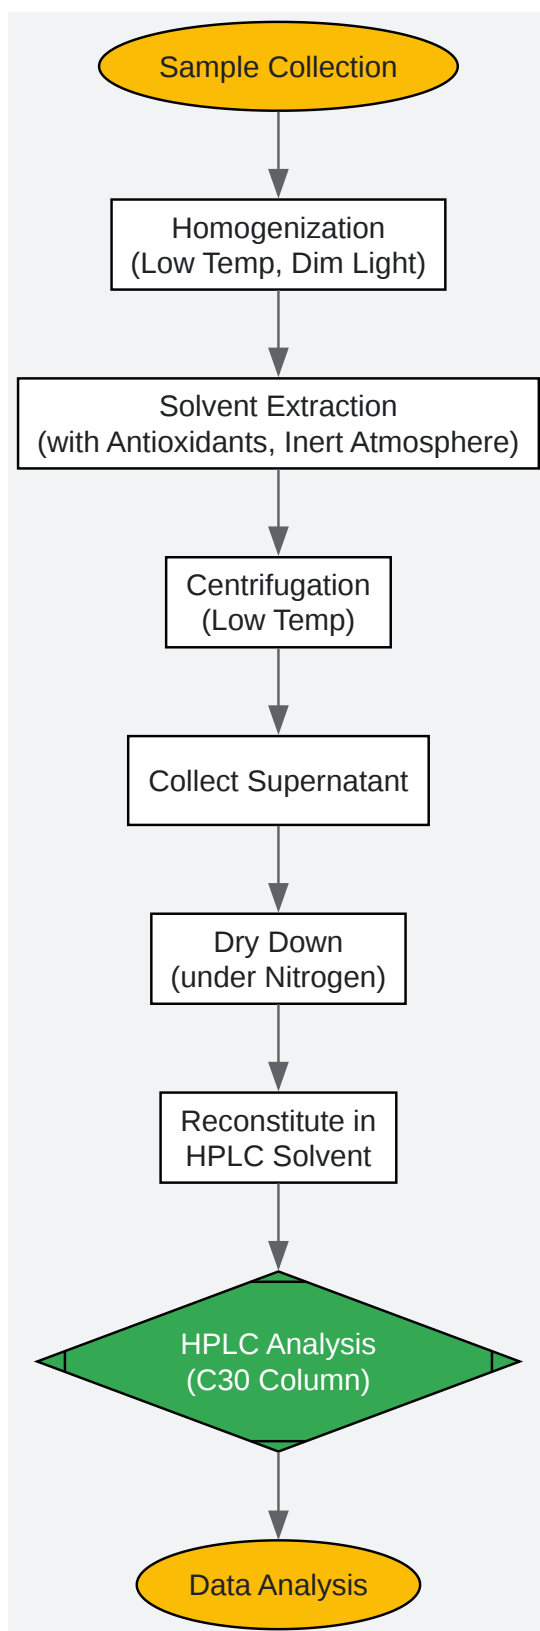 Sample Collection
Homogenization
(Low Temp, Dim Light)
Solvent Extraction
(with Antioxidants, Inert Atmosphere)
Centrifugation
(Low Temp)
Collect Supernatant
Dry Down
(under Nitrogen)
Reconstitute in
HPLC Solvent
HPLC Analysis
(C30 Column)
Data Analysis